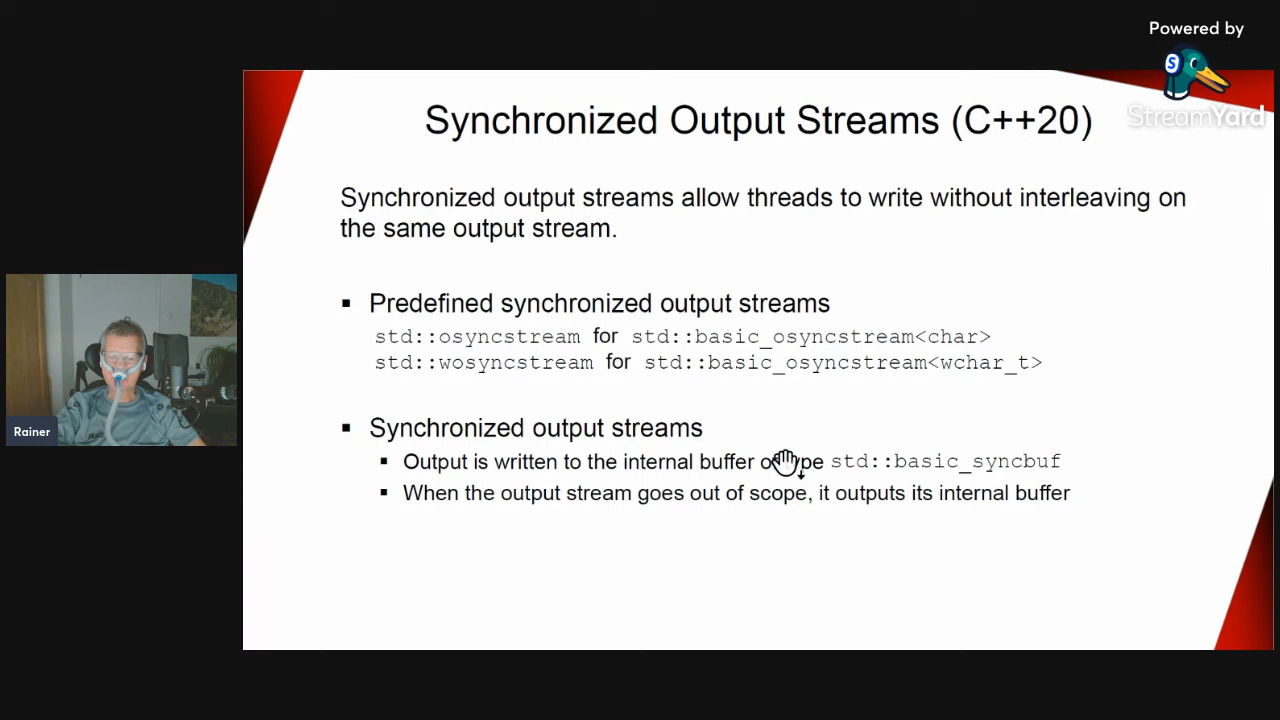 Powered by
StreamYard
Synchronized Output Streams (C++20)
Synchronized output streams allow threads to write without interleaving on
the same output stream.
▪ Predefined synchronized output streams
std::osyncstream for std::basic_osyncstream<char>
std::wosyncstream for std::basic_osyncstream<wchar_t>
▪ Synchronized output streams
▪ Output is written to the internal buffer std::basic_syncbuf
▪ When the output stream goes out of scope, it outputs its internal buffer
Rainer